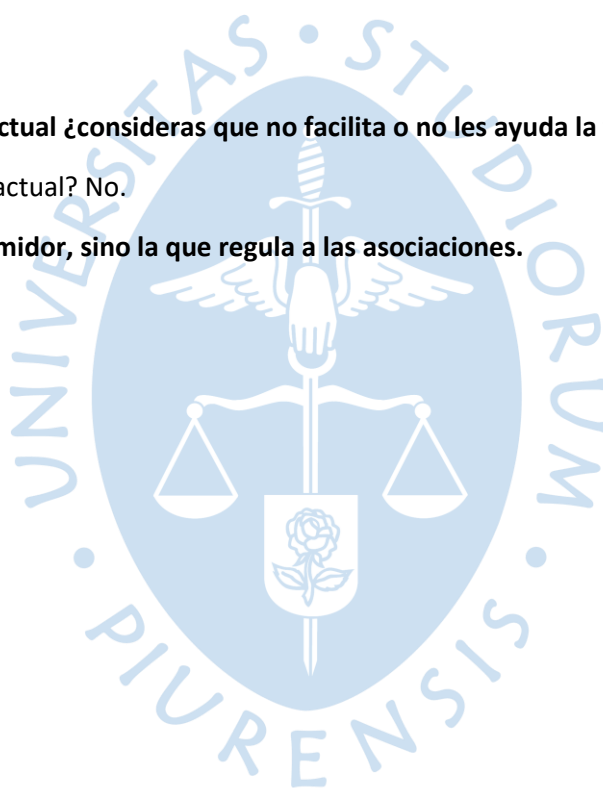 ctual ¿consideras que no facilita o no les ayuda la
actual? No.
midor, sino la que regula a las asociaciones.
UNIVERSITAS • STUDIORUM • PIURENSIS